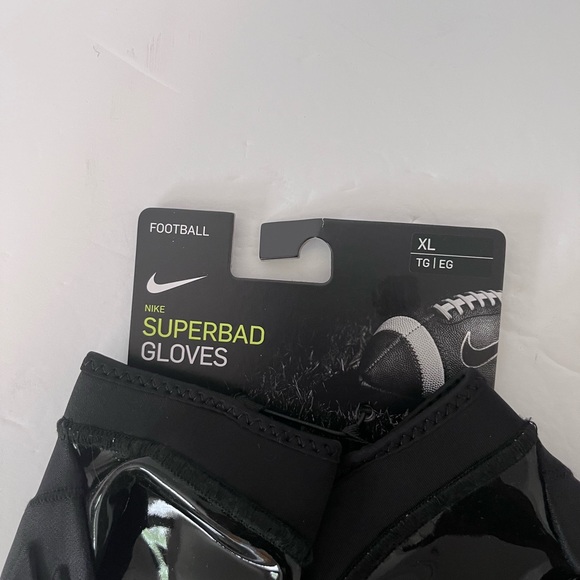 FOOTBALL
XL
TG | EG
NIKE
SUPERBAD
GLOVES